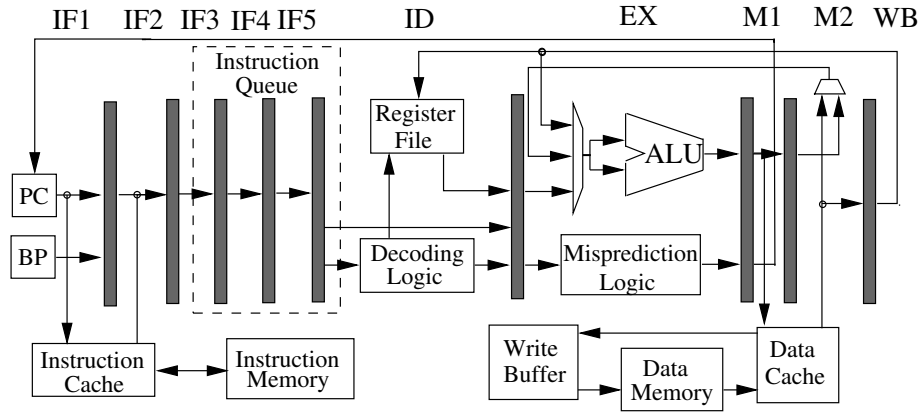 IF1 IF2 IF3 IF4 IF5 ID EX M1 M2 WB
Instruction
Queue
Register
File
PC
ALU
BP
Decoding
Logic
Misprediction
Logic
Instruction
Cache
Instruction
Memory
Write
Buffer
Data
Memory
Data
Cache